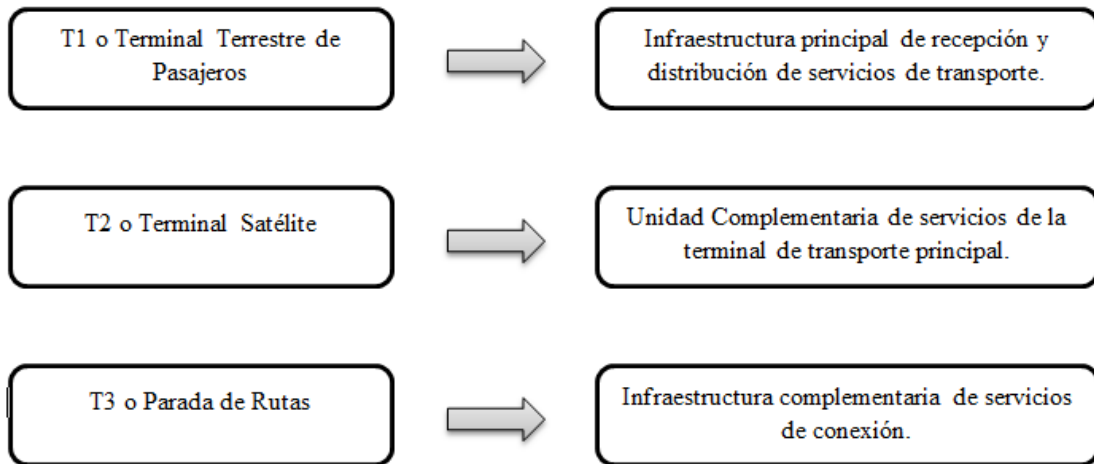 T1 o Terminal Terrestre de
Pasajeros
Infraestructura principal de recepción y
distribución de servicios de transporte.
T2 o Terminal Satélite
Unidad Complementaria de servicios de la
terminal de transporte principal.
T3 o Parada de Rutas
Infraestructura complementaria de servicios
de conexión.